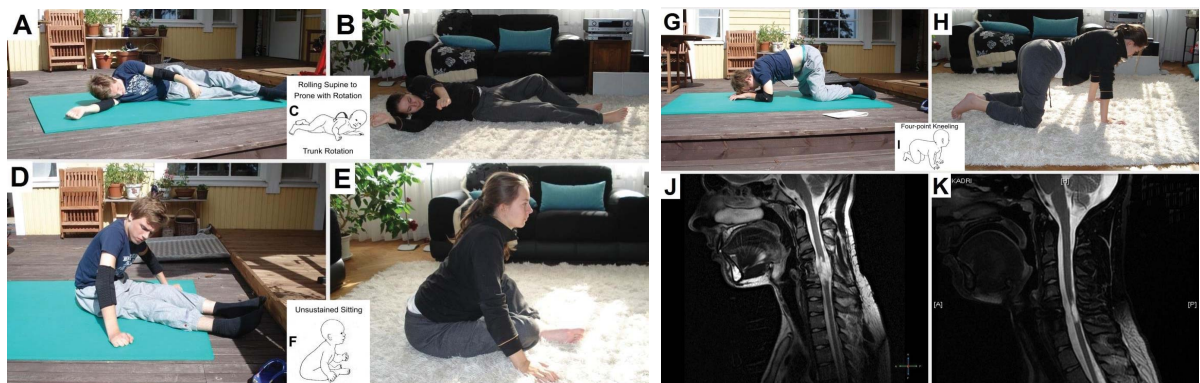 A
B
Rolling Supine to
Prone with Rotation
C
Trunk Rotation
D
E
Unsustained Sitting
F
G
H
Four-point Kneeling
I
J
K
KADRI
[H]
[A]
[P]